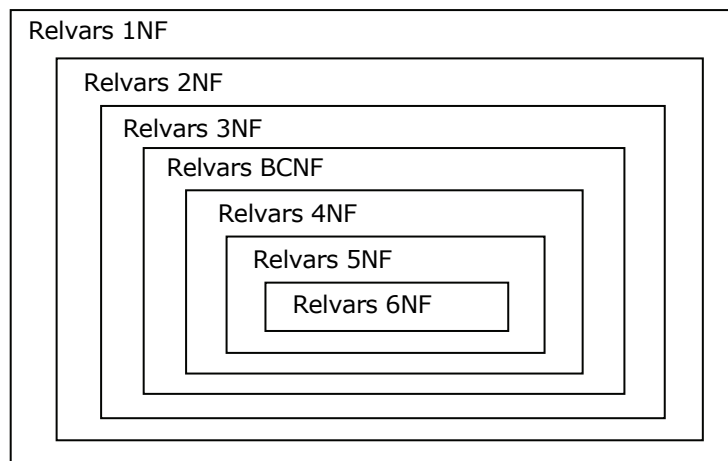 Relvars 1NF
Relvars 2NF
Relvars 3NF
Relvars BCNF
Relvars 4NF
Relvars 5NF
Relvars 6NF